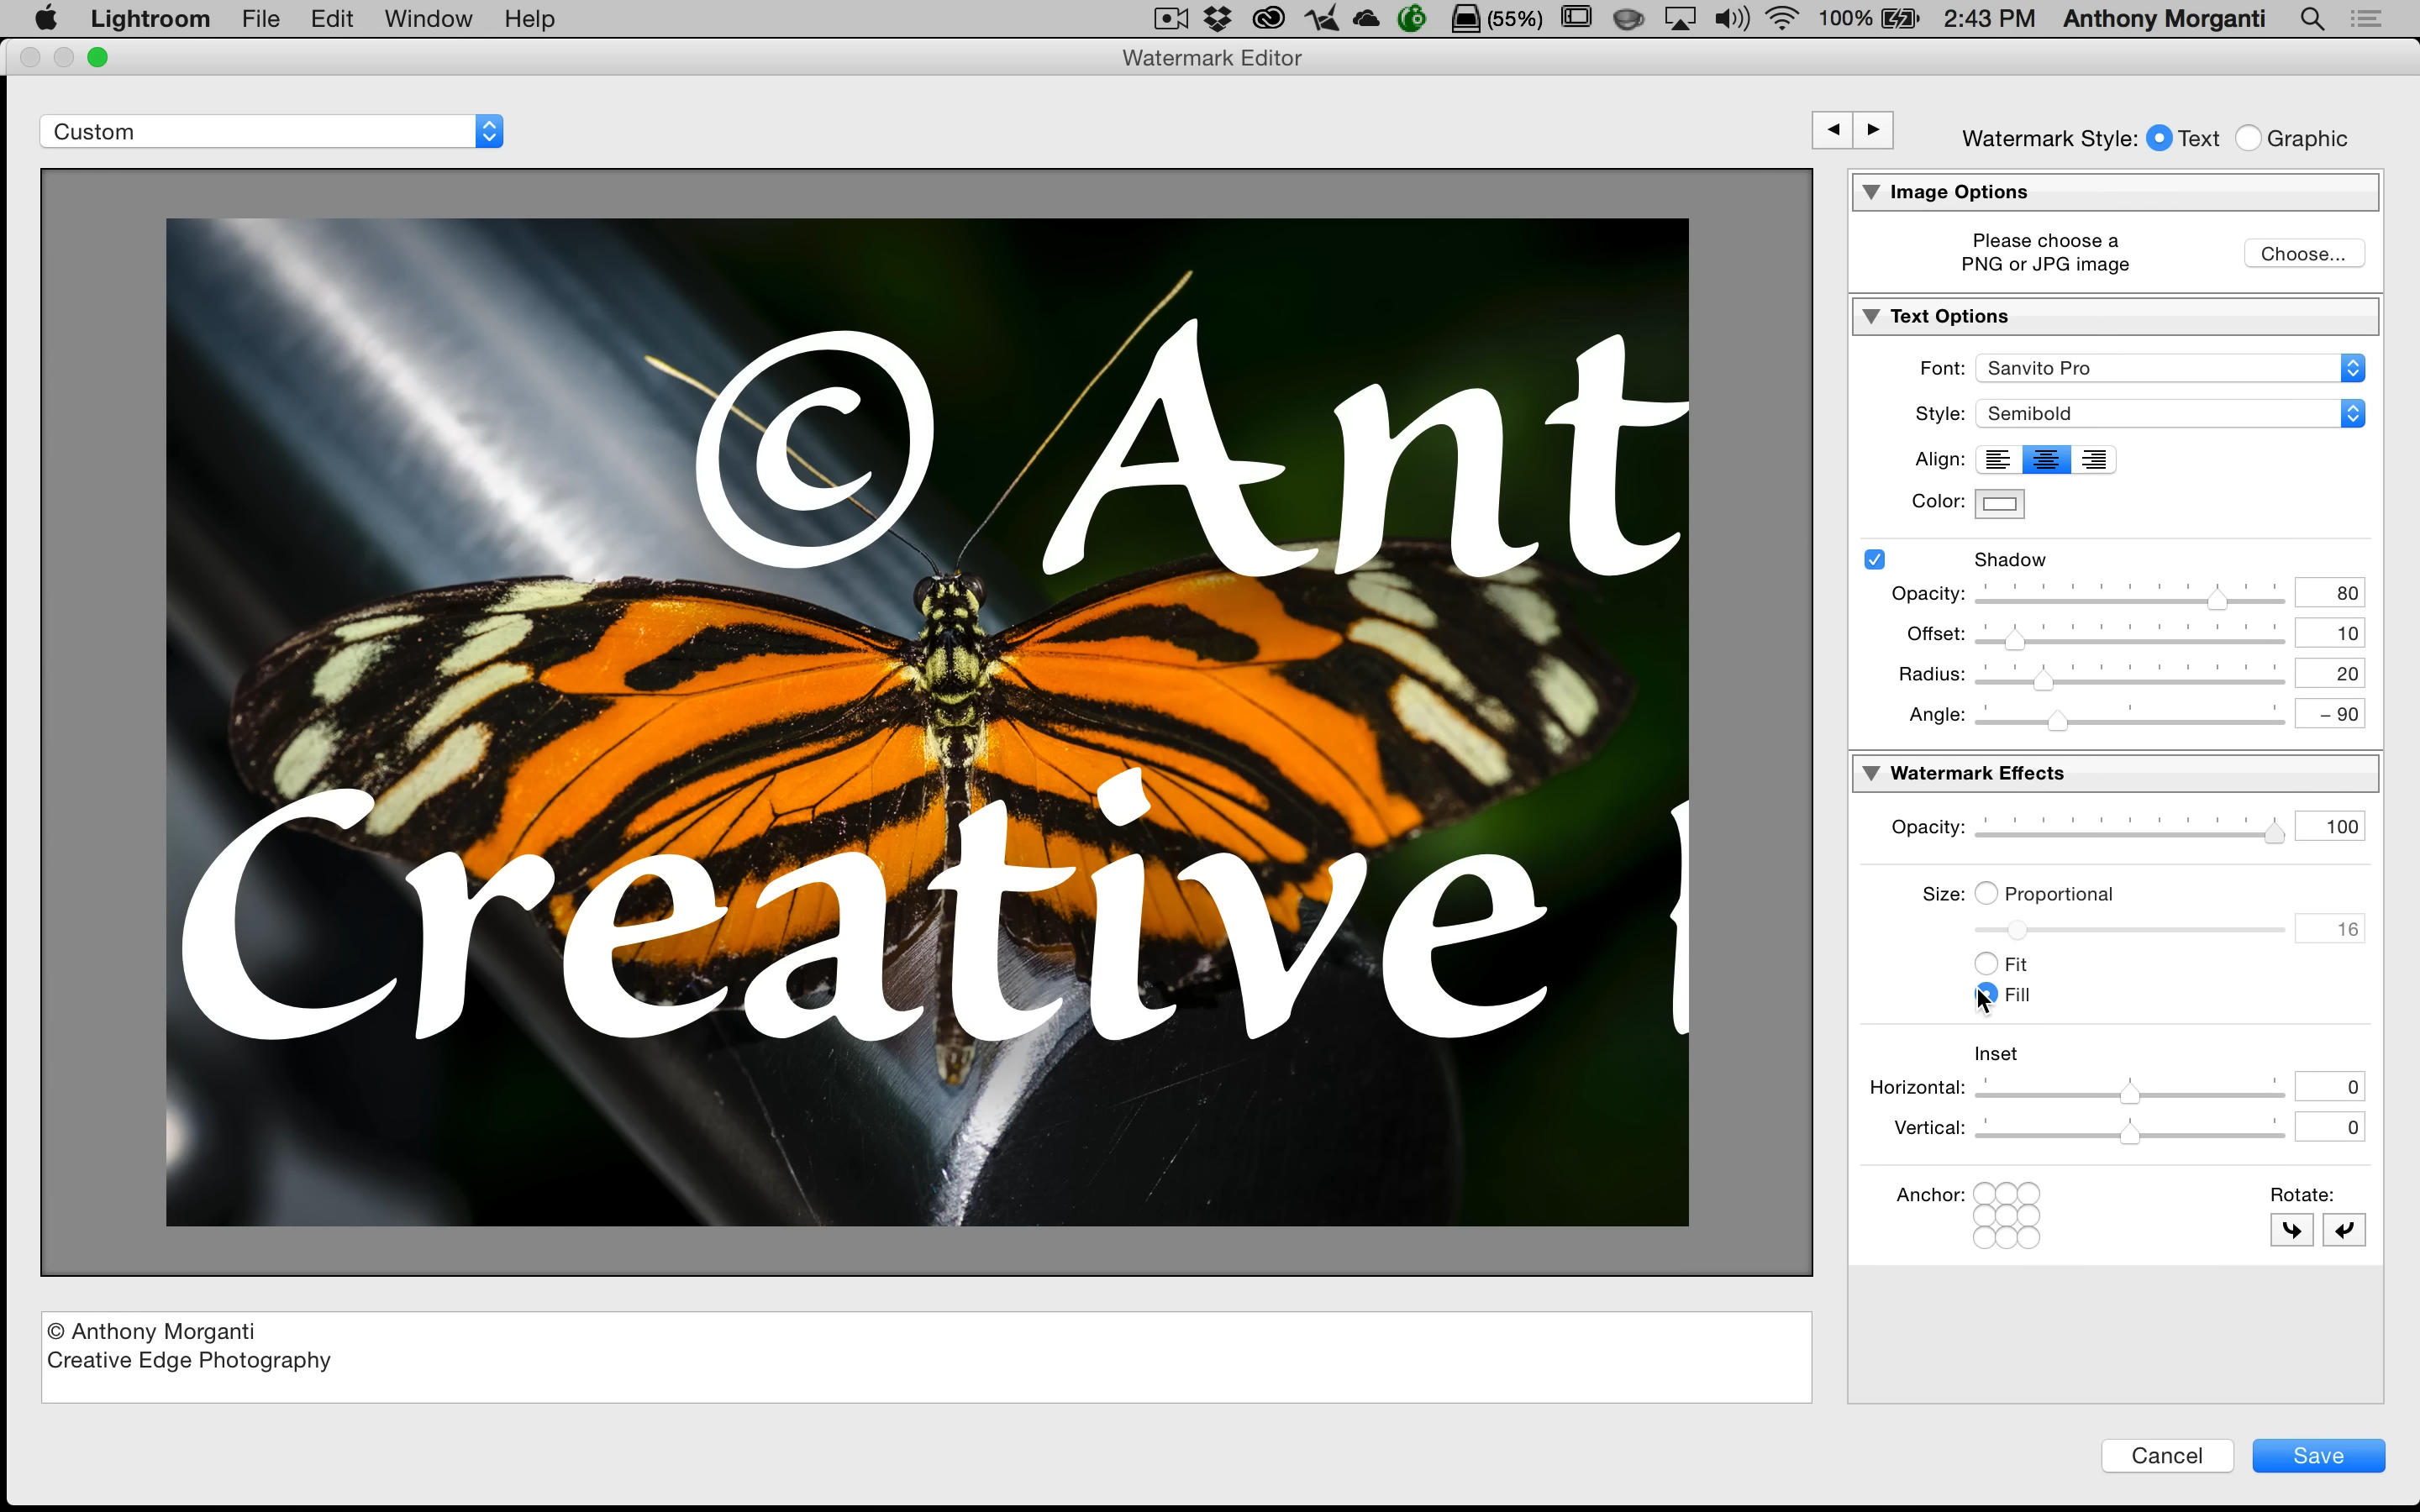 Lightroom File Edit Window Help (55%) 100% 2:43 PM Anthony Morganti
Watermark Editor
Custom
Watermark Style: Text Graphic
© Ant
Creative
Image Options
Please choose a
PNG or JPG image
Choose...
Text Options
Font: Sanvito Pro
Style: Semibold
Align:
Color:
Shadow
Opacity: 80
Offset: 10
Radius: 20
Angle: – 90
Watermark Effects
Opacity: 100
Size: Proportional
16
Fit
Fill
Inset
Horizontal: 0
Vertical: 0
Anchor: Rotate:
© Anthony Morganti
Creative Edge Photography
Cancel Save